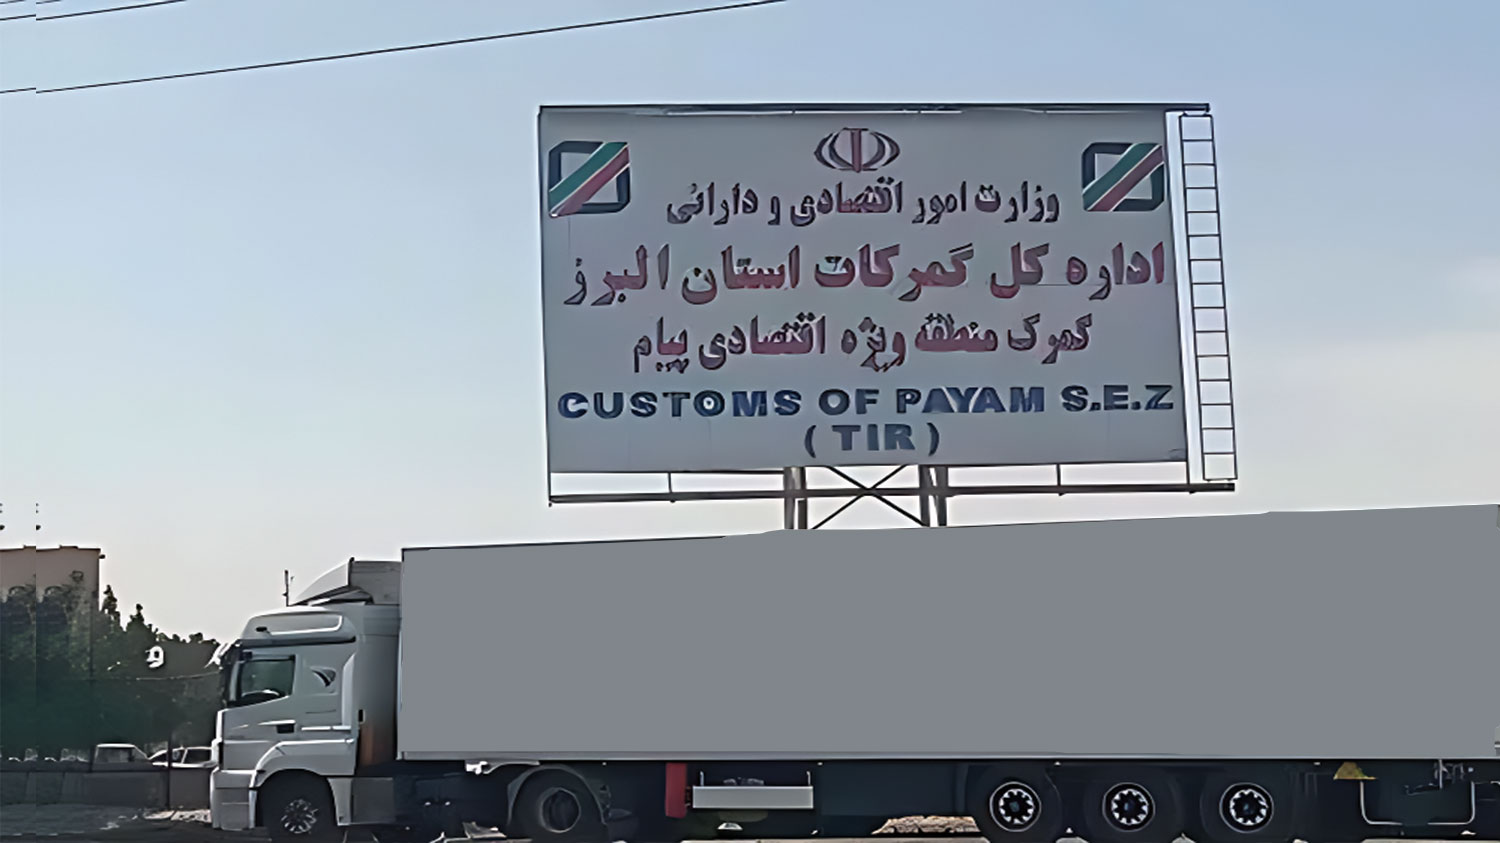 وزارت امور اقتصادی و دارائی
اداره کل گمرکات استان البرز
گمرک منطقه ویژه اقتصادی پیام
CUSTOMS OF PAYAM S.E.Z
( TIR )